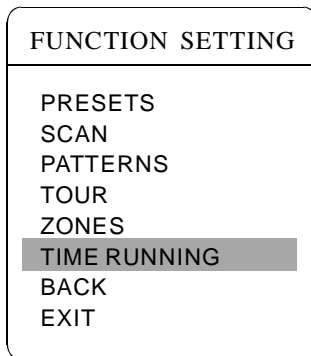 FUNCTION SETTING
PRESETS
SCAN
PATTERNS
TOUR
ZONES
TIME RUNNING
BACK
EXIT